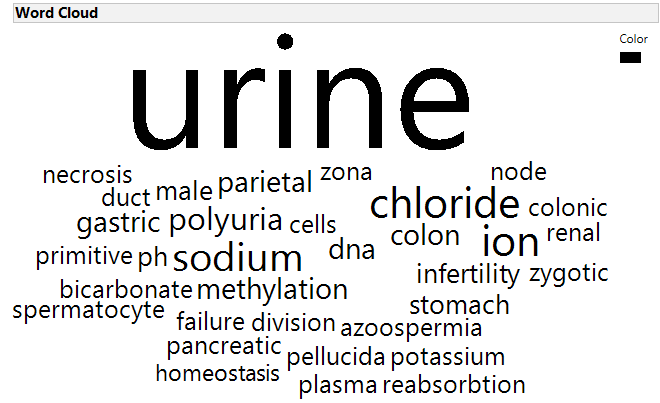 Word Cloud
Color
urine
necrosis
duct
male
parietal
zona
node
gastric
polyuria
cells
chloride
colonic
primitive
ph
sodium
dna
colon
ion
renal
bicarbonate
methylation
infertility
zygotic
spermatocyte
stomach
failure
division
azoospermia
pancreatic
pellucida
potassium
homeostasis
plasma
reabsorbtion